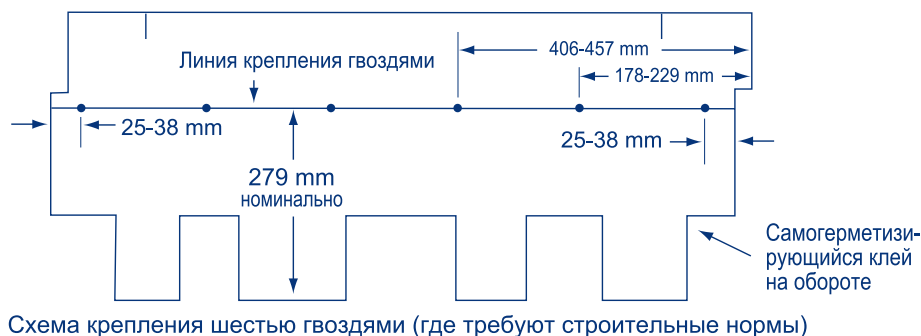 406-457 mm
Линия крепления гвоздями
178-229 mm
25-38 mm
25-38 mm
279 mm
номинально
Самогерметизи-
рующийся клей
на обороте
Схема крепления шестью гвоздями (где требуют строительные нормы)